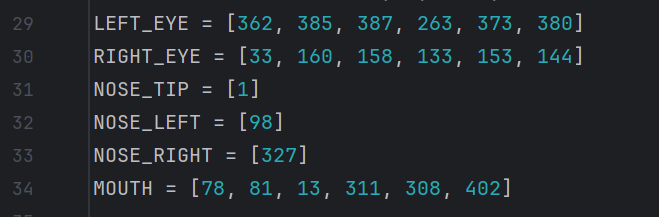 29 LEFT_EYE = [362, 385, 387, 263, 373, 380]
30 RIGHT_EYE = [33, 160, 158, 133, 153, 144]
31 NOSE_TIP = [1]
32 NOSE_LEFT = [98]
33 NOSE_RIGHT = [327]
34 MOUTH = [78, 81, 13, 311, 308, 402]